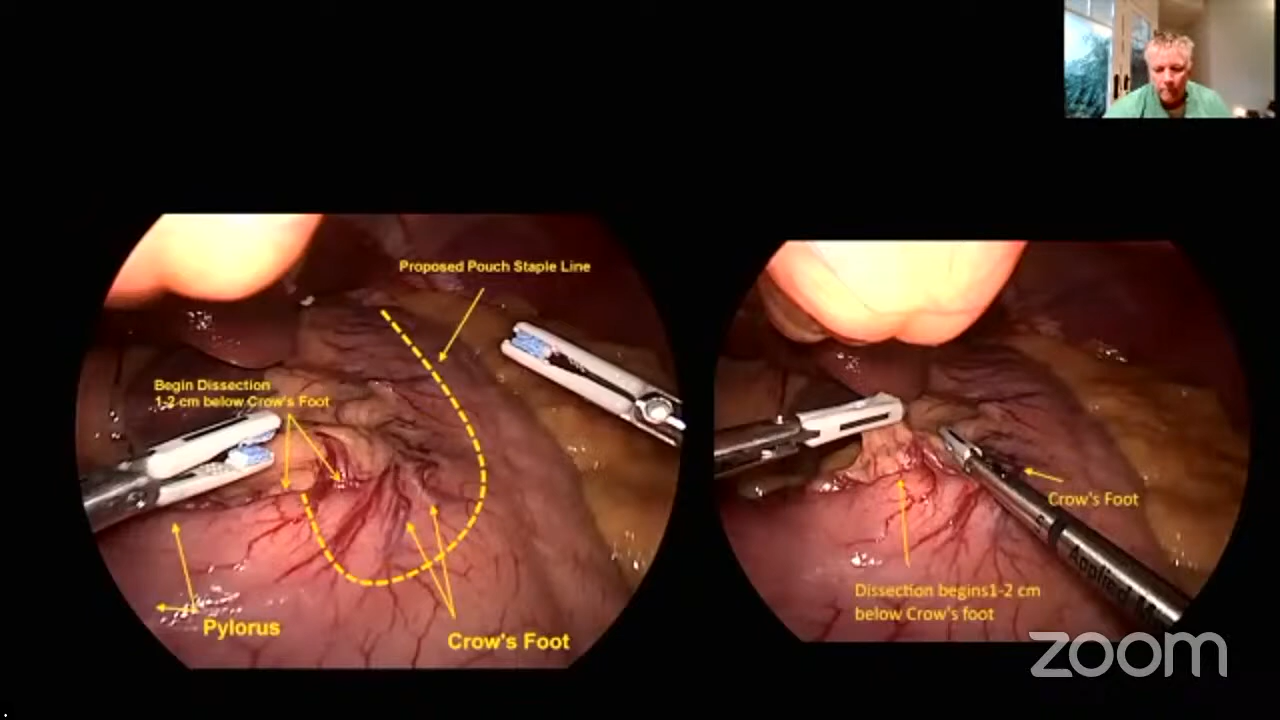 Proposed Pouch Staple Line
Begin Dissection
1-2 cm below Crow's Foot
Pylorus
Crow's Foot
Crow's Foot
Dissection begins1-2 cm
below Crow's foot
Applied M
zoom